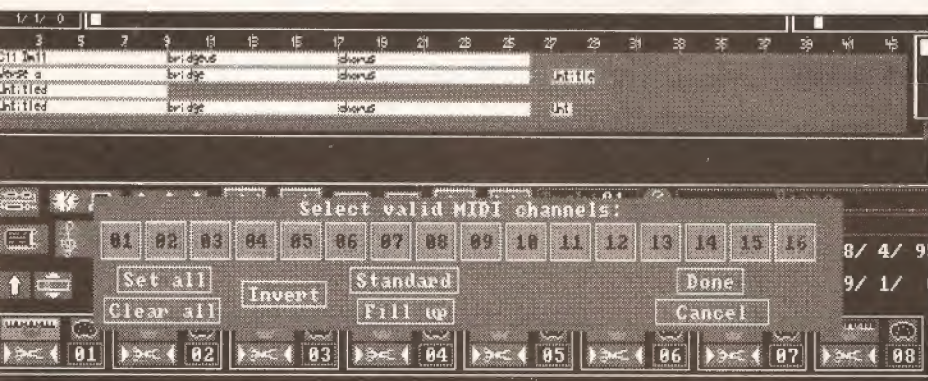 1/ 1/ 0
3 5 7 9 11 13 15 17 19 21 23 25 27 29 31 33 35 37 39 41 43
bridgevs chorus
Verse a bridge chorus untitle
untitled
untitled bridge chorus Unt
Select valid MIDI channels:
01 02 03 04 05 06 07 08 09 10 11 12 13 14 15 16
8/ 4/ 9
Set all Invert Standard Done
9/ 1/
Clear all Fill up Cancel
01 02 03 04 05 06 07 08